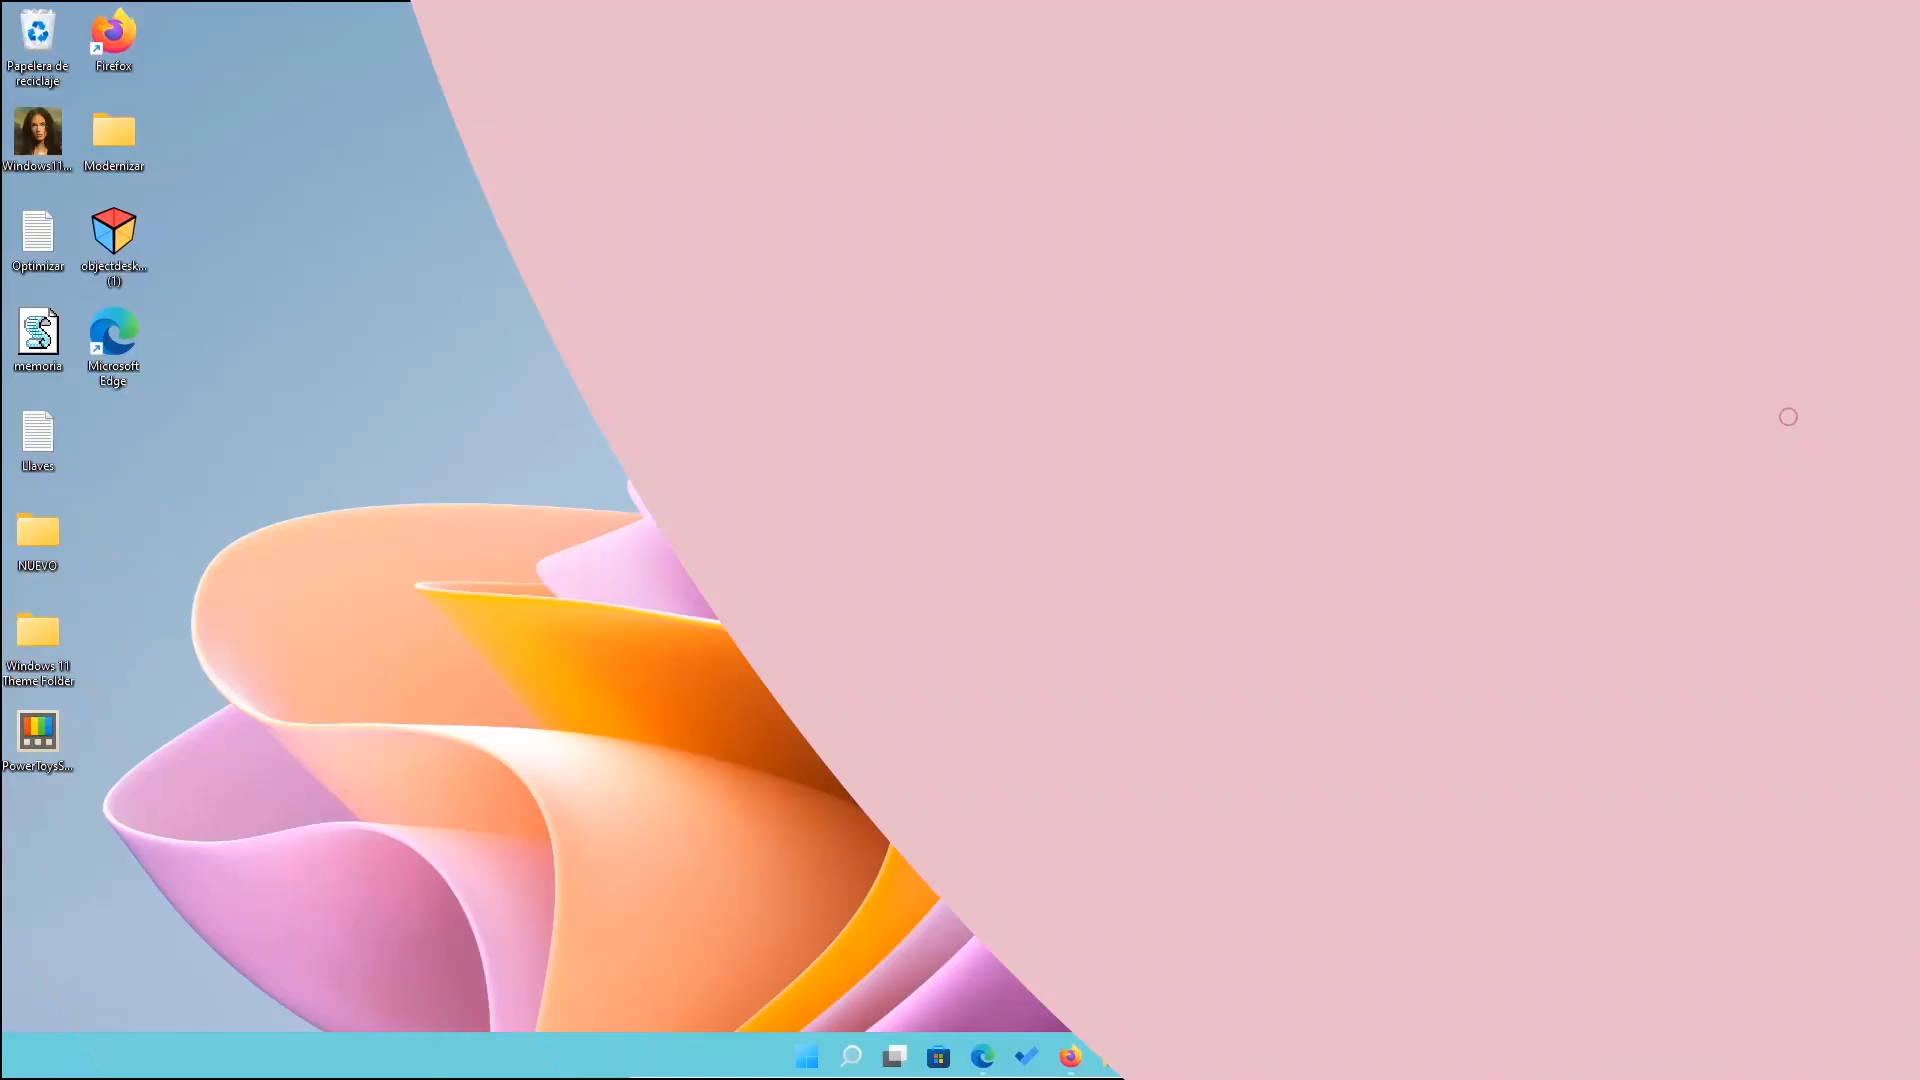 Papelera de
reciclaje
Firefox
Windows11...
Modernizar
Optimizar
objectdesk...
(1)
memoria
Microsoft
Edge
Llaves
NUEVO
Windows 11
Theme Folder
PowerToysS...